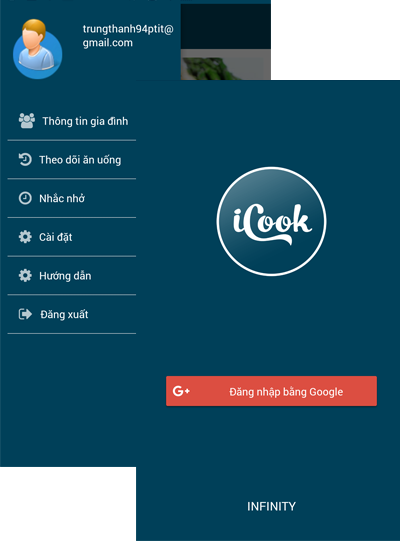 trungthanh94ptit@
gmail.com
Thông tin gia đình
Theo dõi ăn uống
Nhắc nhở
Cài đặt
Hướng dẫn
Đăng xuất
iCook
G+ Đăng nhập bằng Google
INFINITY